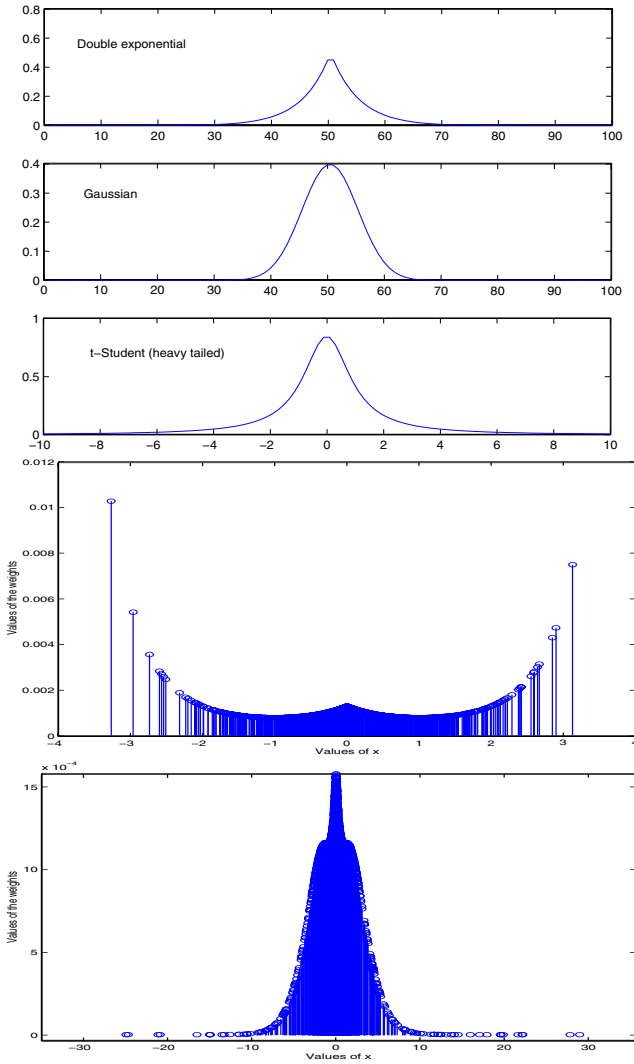 0.8
0.6
Double exponential
0.4
0.2
0
0 10 20 30 40 50 60 70 80 90 100
0.4
0.3
Gaussian
0.2
0.1
0
0 10 20 30 40 50 60 70 80 90 100
1
t−Student (heavy tailed)
0.5
0
−10 −8 −6 −4 −2 0 2 4 6 8 10
0.012
0.01
0.008
Values of the weights
0.006
0.004
0.002
0
−4 −3 −2 −1 0 1 2 3 4
Values of x
x 10⁻⁴
15
Values of the weights
10
5
0
−30 −20 −10 0 10 20 30
Values of x